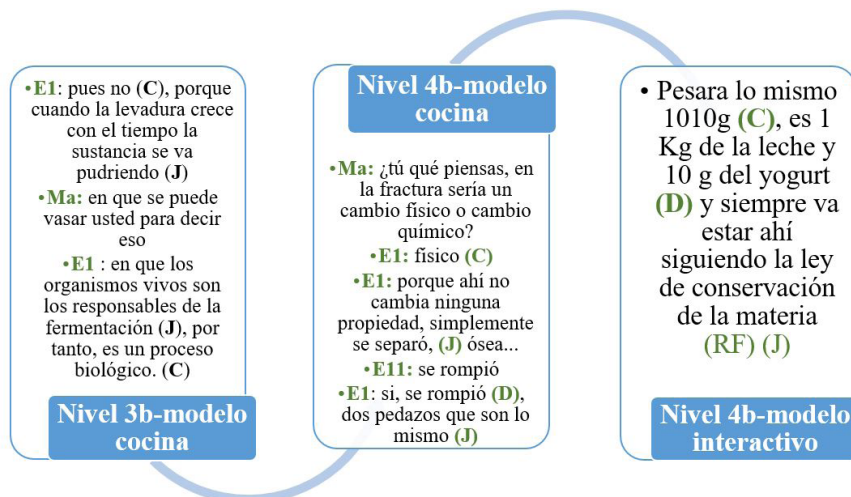 •E1: pues no (C), porque
cuando la levadura crece
con el tiempo la
sustancia se va
pudriendo (J)
•Ma: en que se puede
vasar usted para decir
eso
•E1 : en que los
organismos vivos son
los responsables de la
fermentación (J), por
tanto, es un proceso
biológico. (C)
Nivel 3b-modelo
cocina
Nivel 4b-modelo
cocina
•Ma: ¿tú qué piensas, en
la fractura sería un
cambio físico o cambio
químico?
•E1: físico (C)
•E1: porque ahí no
cambia ninguna
propiedad, simplemente
se separó, (J) ósea...
•E11: se rompió
•E1: si, se rompió (D),
dos pedazos que son lo
mismo (J)
• Pesara lo mismo
1010g (C), es 1
Kg de la leche y
10 g del yogurt
(D) y siempre va
estar ahí
siguiendo la ley
de conservación
de la materia
(RF) (J)
Nivel 4b-modelo
interactivo